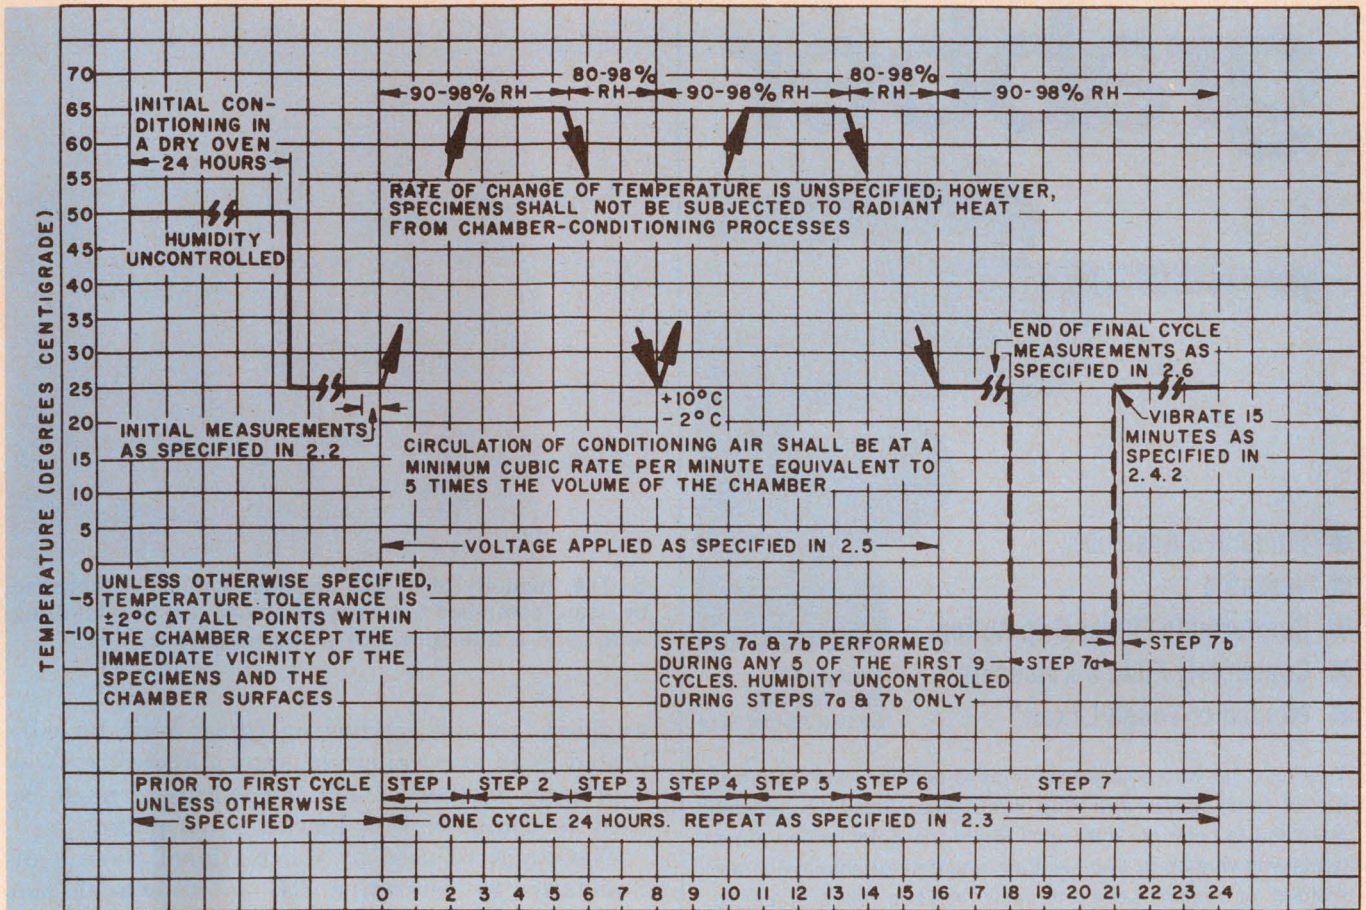 70
65
60
55
50
45
40
35
30
25
20
15
10
5
0
-5
-10
TEMPERATURE (DEGREES CENTIGRADE)
INITIAL CON-
DITIONING IN
A DRY OVEN
24 HOURS
HUMIDITY
UNCONTROLLED
90-98% RH
80-98%
RH
90-98% RH
80-98%
RH
90-98% RH
RATE OF CHANGE OF TEMPERATURE IS UNSPECIFIED; HOWEVER,
SPECIMENS SHALL NOT BE SUBJECTED TO RADIANT HEAT
FROM CHAMBER-CONDITIONING PROCESSES
END OF FINAL CYCLE
MEASUREMENTS AS
SPECIFIED IN 2.6
+10°C
-2°C
INITIAL MEASUREMENTS
AS SPECIFIED IN 2.2
CIRCULATION OF CONDITIONING AIR SHALL BE AT A
MINIMUM CUBIC RATE PER MINUTE EQUIVALENT TO
5 TIMES THE VOLUME OF THE CHAMBER
VIBRATE 15
MINUTES AS
SPECIFIED IN
2.4.2
VOLTAGE APPLIED AS SPECIFIED IN 2.5
UNLESS OTHERWISE SPECIFIED,
TEMPERATURE TOLERANCE IS
±2°C AT ALL POINTS WITHIN
THE CHAMBER EXCEPT THE
IMMEDIATE VICINITY OF THE
SPECIMENS AND THE
CHAMBER SURFACES
STEPS 7a & 7b PERFORMED
DURING ANY 5 OF THE FIRST 9
CYCLES. HUMIDITY UNCONTROLLED
DURING STEPS 7a & 7b ONLY
STEP 7a
STEP 7b
PRIOR TO FIRST CYCLE
UNLESS OTHERWISE
SPECIFIED
STEP 1 STEP 2 STEP 3 STEP 4 STEP 5 STEP 6 STEP 7
ONE CYCLE 24 HOURS. REPEAT AS SPECIFIED IN 2.3
0 1 2 3 4 5 6 7 8 9 10 11 12 13 14 15 16 17 18 19 20 21 22 23 24